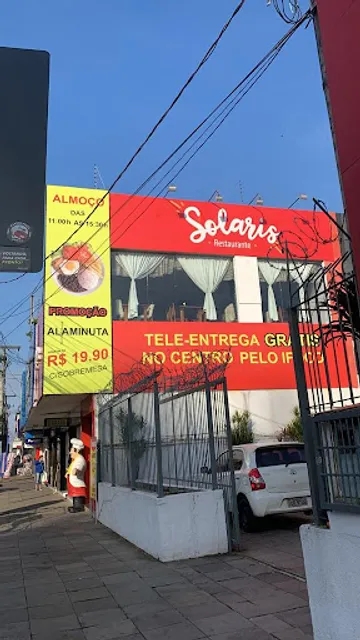 ALMOÇO
DAS
11:00h ÀS 15:30h
PROMOÇÃO
ALAMINUTA
R$ 19,90
C/SOBREMESA
Solaris
- Restaurante -
TELE-ENTREGA GRÁTIS
NO CENTRO PELO